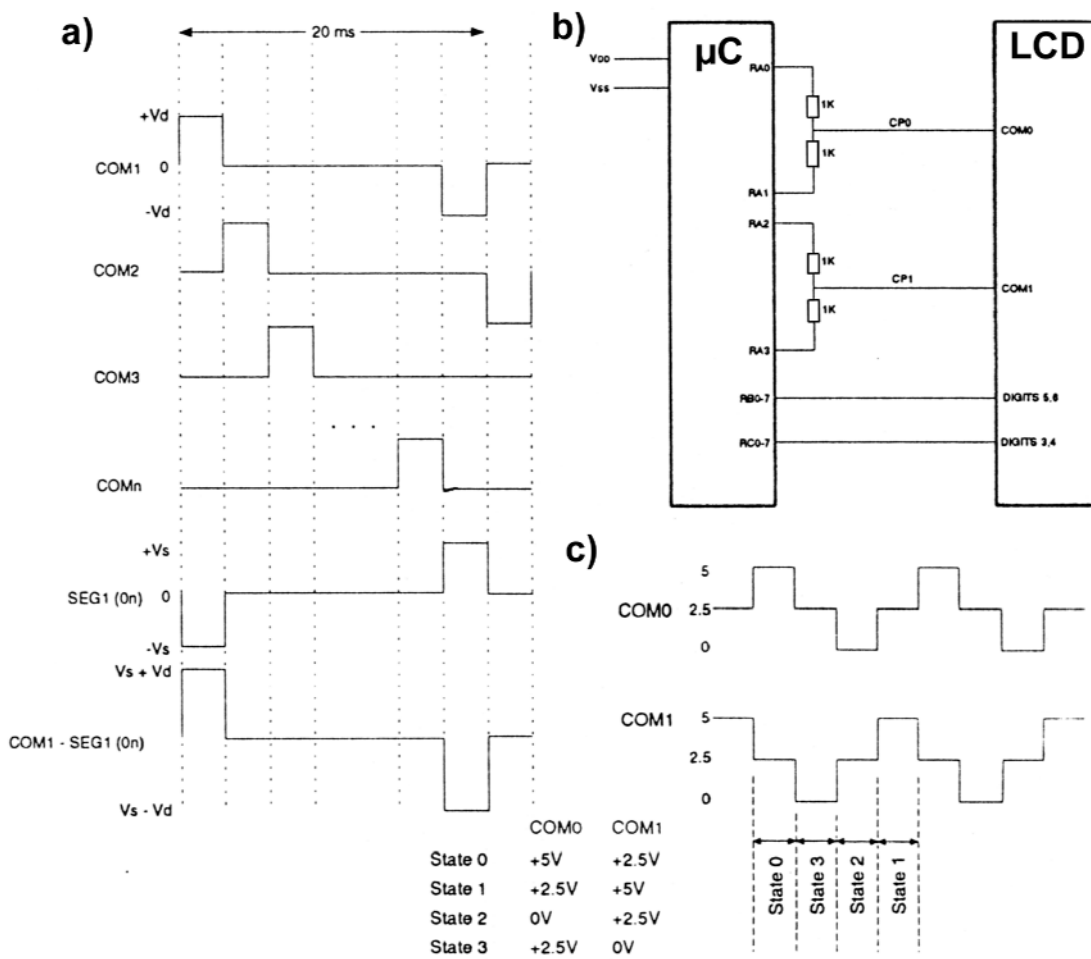 a)
20 ms
+Vd
COM1 0
-Vd
COM2
COM3
. . .
COMn
+Vs
SEG1 (0n) 0
-Vs
Vs + Vd
COM1 - SEG1 (0n)
Vs - Vd
b)
µC
LCD
VDD
VSS
RA0
1K
CP0
COM0
1K
RA1
RA2
1K
CP1
COM1
1K
RA3
RB0-7
DIGITS 5,6
RC0-7
DIGITS 3,4
c)
5
COM0 2.5
0
COM1 5
2.5
0
State 0
State 3
State 2
State 1
COM0 COM1
State 0 +5V +2.5V
State 1 +2.5V +5V
State 2 0V +2.5V
State 3 +2.5V 0V